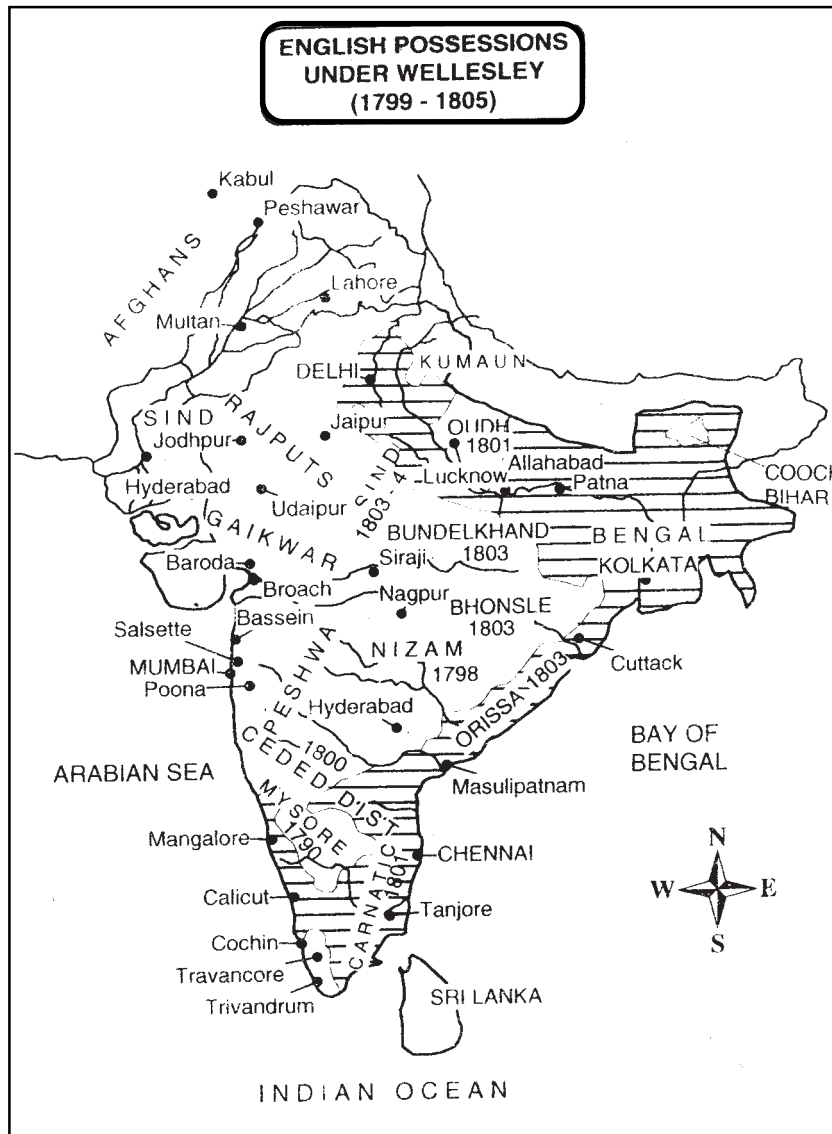 ENGLISH POSSESSIONS
UNDER WELLESLEY
(1799 - 1805)
Kabul
Peshawar
AFGHANS
Lahore
Multan
DELHI
KUMAUN
SIND
RAJPUTS
Jaipur
OUDH
1801
Jodhpur
SIND
1803-4
Lucknow
Allahabad
Patna
COOCH
BIHAR
Hyderabad
Udaipur
GAIKWAR
BUNDELKHAND
1803
BENGAL
KOLKATA
Baroda
Siraji
Broach
Nagpur
BHONSLE
1803
Bassein
Salsette
PESHWA
NIZAM
1798
Cuttack
MUMBAI
Poona
Hyderabad
ORISSA 1803
BAY OF
BENGAL
1800
CEDED DIST
ARABIAN SEA
Masulipatnam
MYSORE
1790
Mangalore
CHENNAI
CARNATIC
1801
N
W
E
S
Calicut
Tanjore
Cochin
Travancore
Trivandrum
SRI LANKA
INDIAN OCEAN